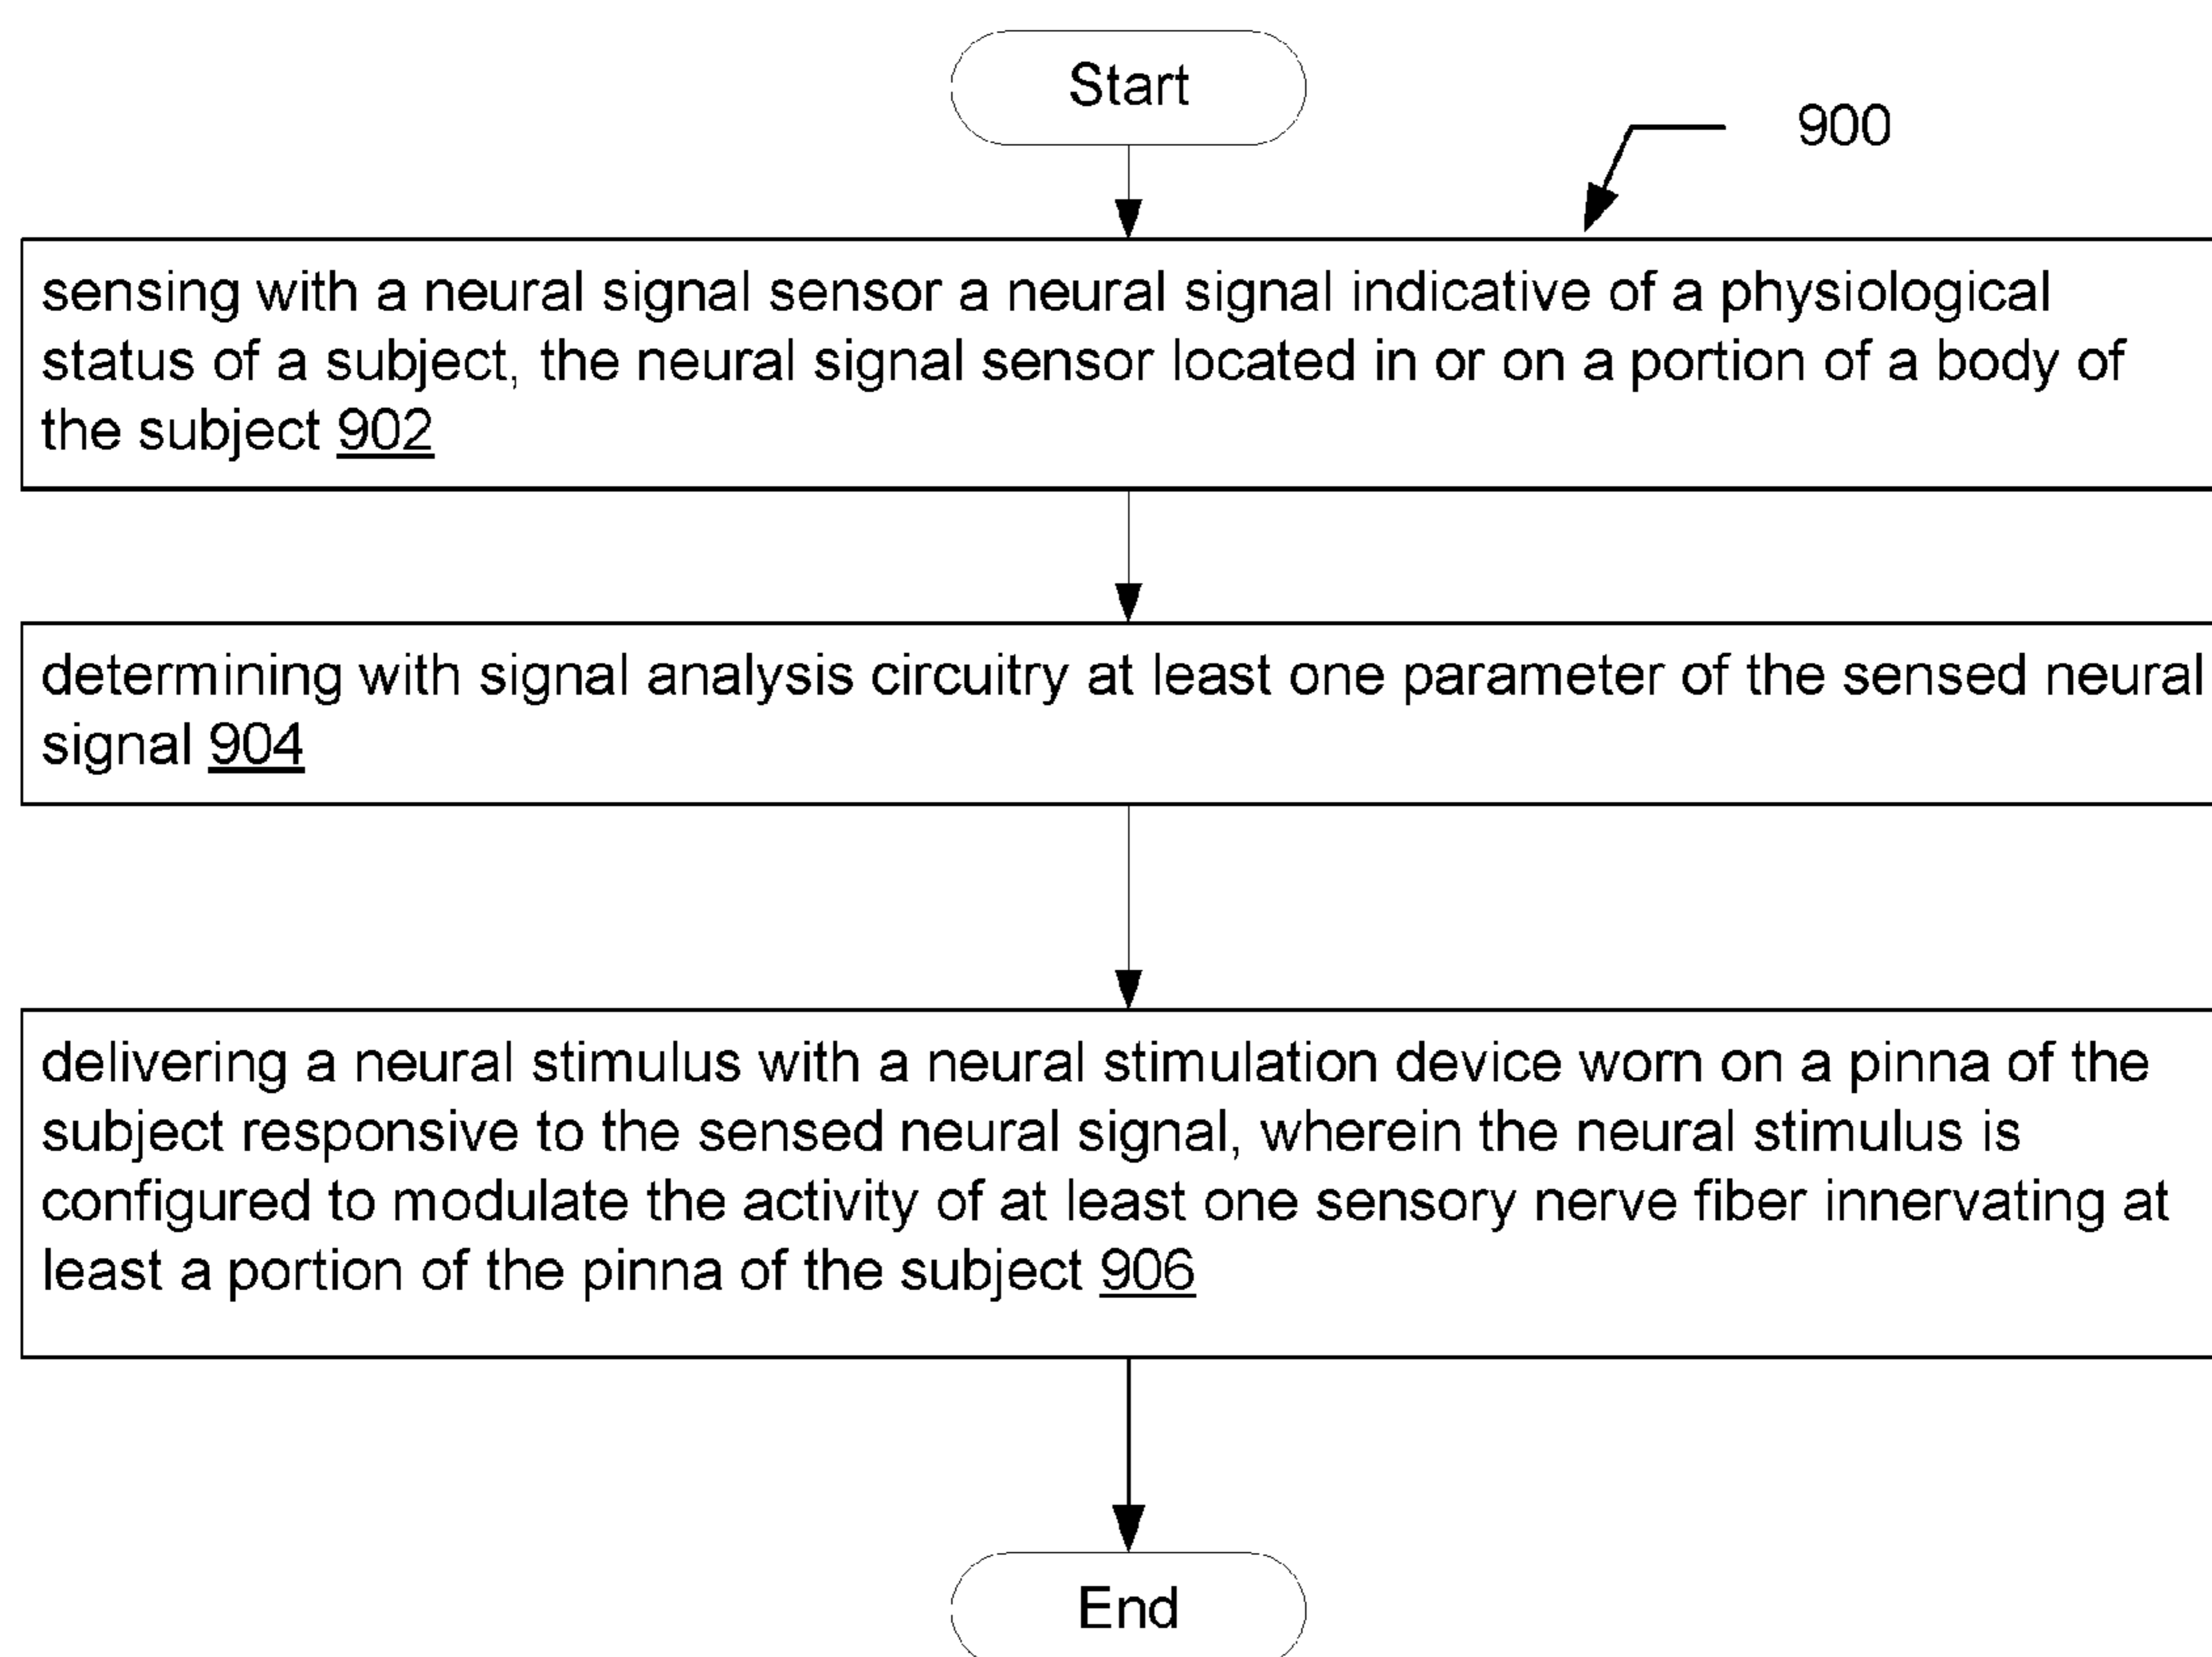 Start
900
sensing with a neural signal sensor a neural signal indicative of a physiological
status of a subject, the neural signal sensor located in or on a portion of a body of
the subject 902
determining with signal analysis circuitry at least one parameter of the sensed neural
signal 904
delivering a neural stimulus with a neural stimulation device worn on a pinna of the
subject responsive to the sensed neural signal, wherein the neural stimulus is
configured to modulate the activity of at least one sensory nerve fiber innervating at
least a portion of the pinna of the subject 906
End